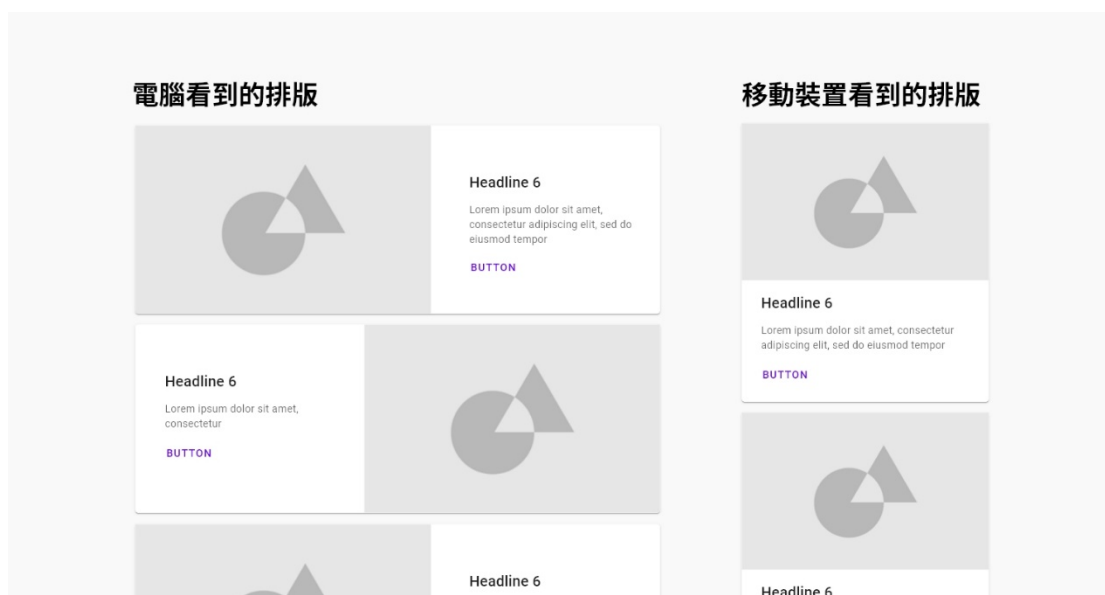 電腦看到的排版
Headline 6
Lorem ipsum dolor sit amet,
consectetur adipiscing elit, sed do
eiusmod tempor
BUTTON
Headline 6
Lorem ipsum dolor sit amet,
consectetur
BUTTON
Headline 6
移動裝置看到的排版
Headline 6
Lorem ipsum dolor sit amet, consectetur
adipiscing elit, sed do eiusmod tempor
BUTTON
Headline 6